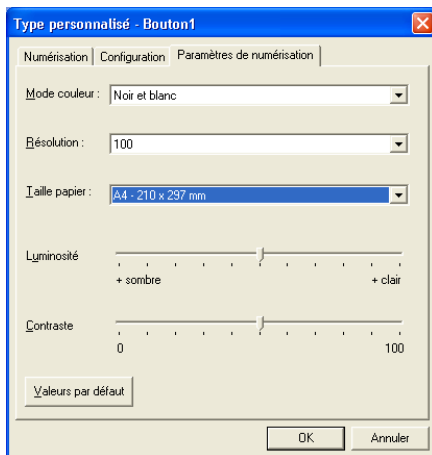 Type personnalisé - Bouton1
Numérisation Configuration Paramètres de numérisation
Mode couleur : Noir et blanc
Résolution : 100
Taille papier : A4 - 210 x 297 mm
Luminosité
+ sombre + clair
Contraste
0 100
Valeurs par défaut
OK Annuler